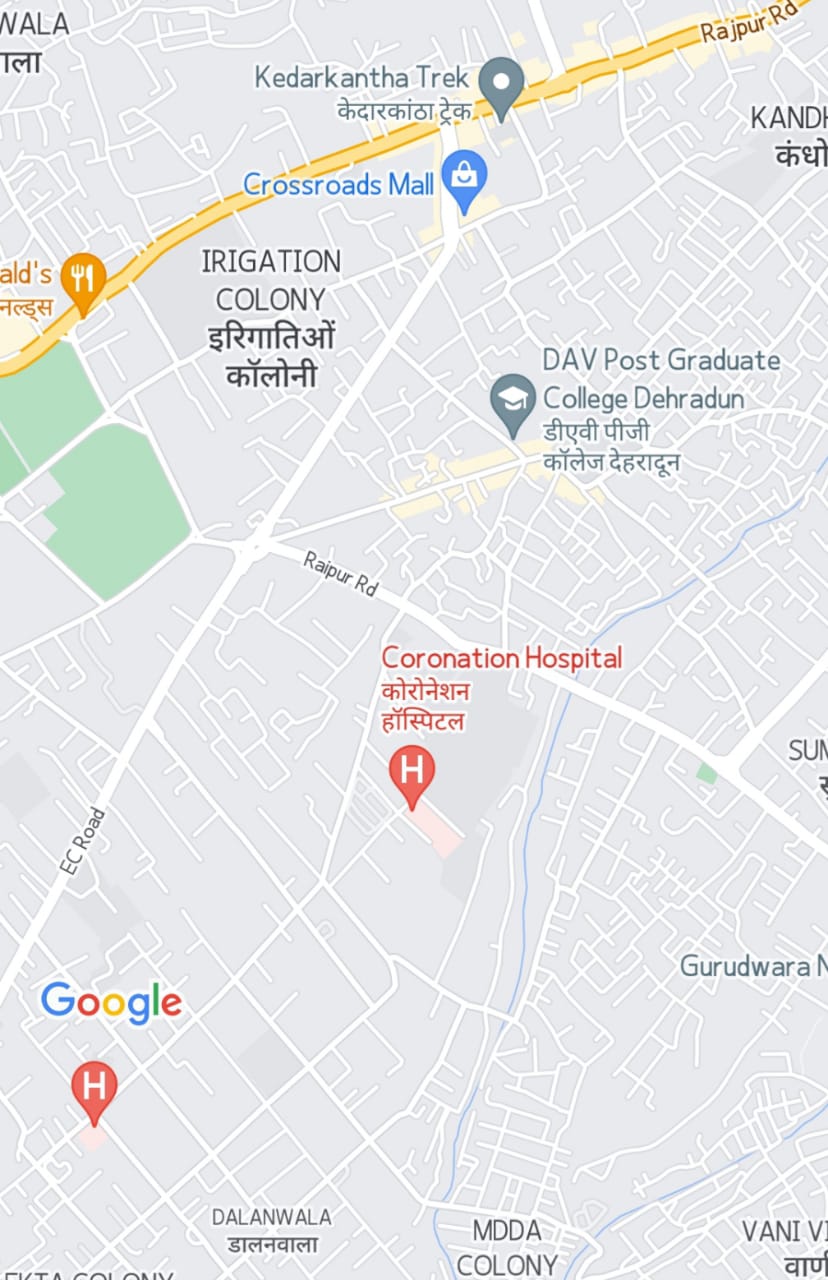 WALA
ाला
Rajpur Rd
Kedarkantha Trek
केदारकांठा ट्रेक
KANDH
कंधो
Crossroads Mall
IRIGATION
COLONY
इरिगातिओं
कॉलोनी
ald's
नल्ड्स
DAV Post Graduate
College Dehradun
डीएवी पीजी
कॉलेज देहरादून
Raipur Rd
Coronation Hospital
कोरोनेशन
हॉस्पिटल
H
SUM
EC Road
Gurudwara N
Google
H
DALANWALA
डालनवाला
MDDA
COLONY
VANI VI
वाणी
EKTA COLONY